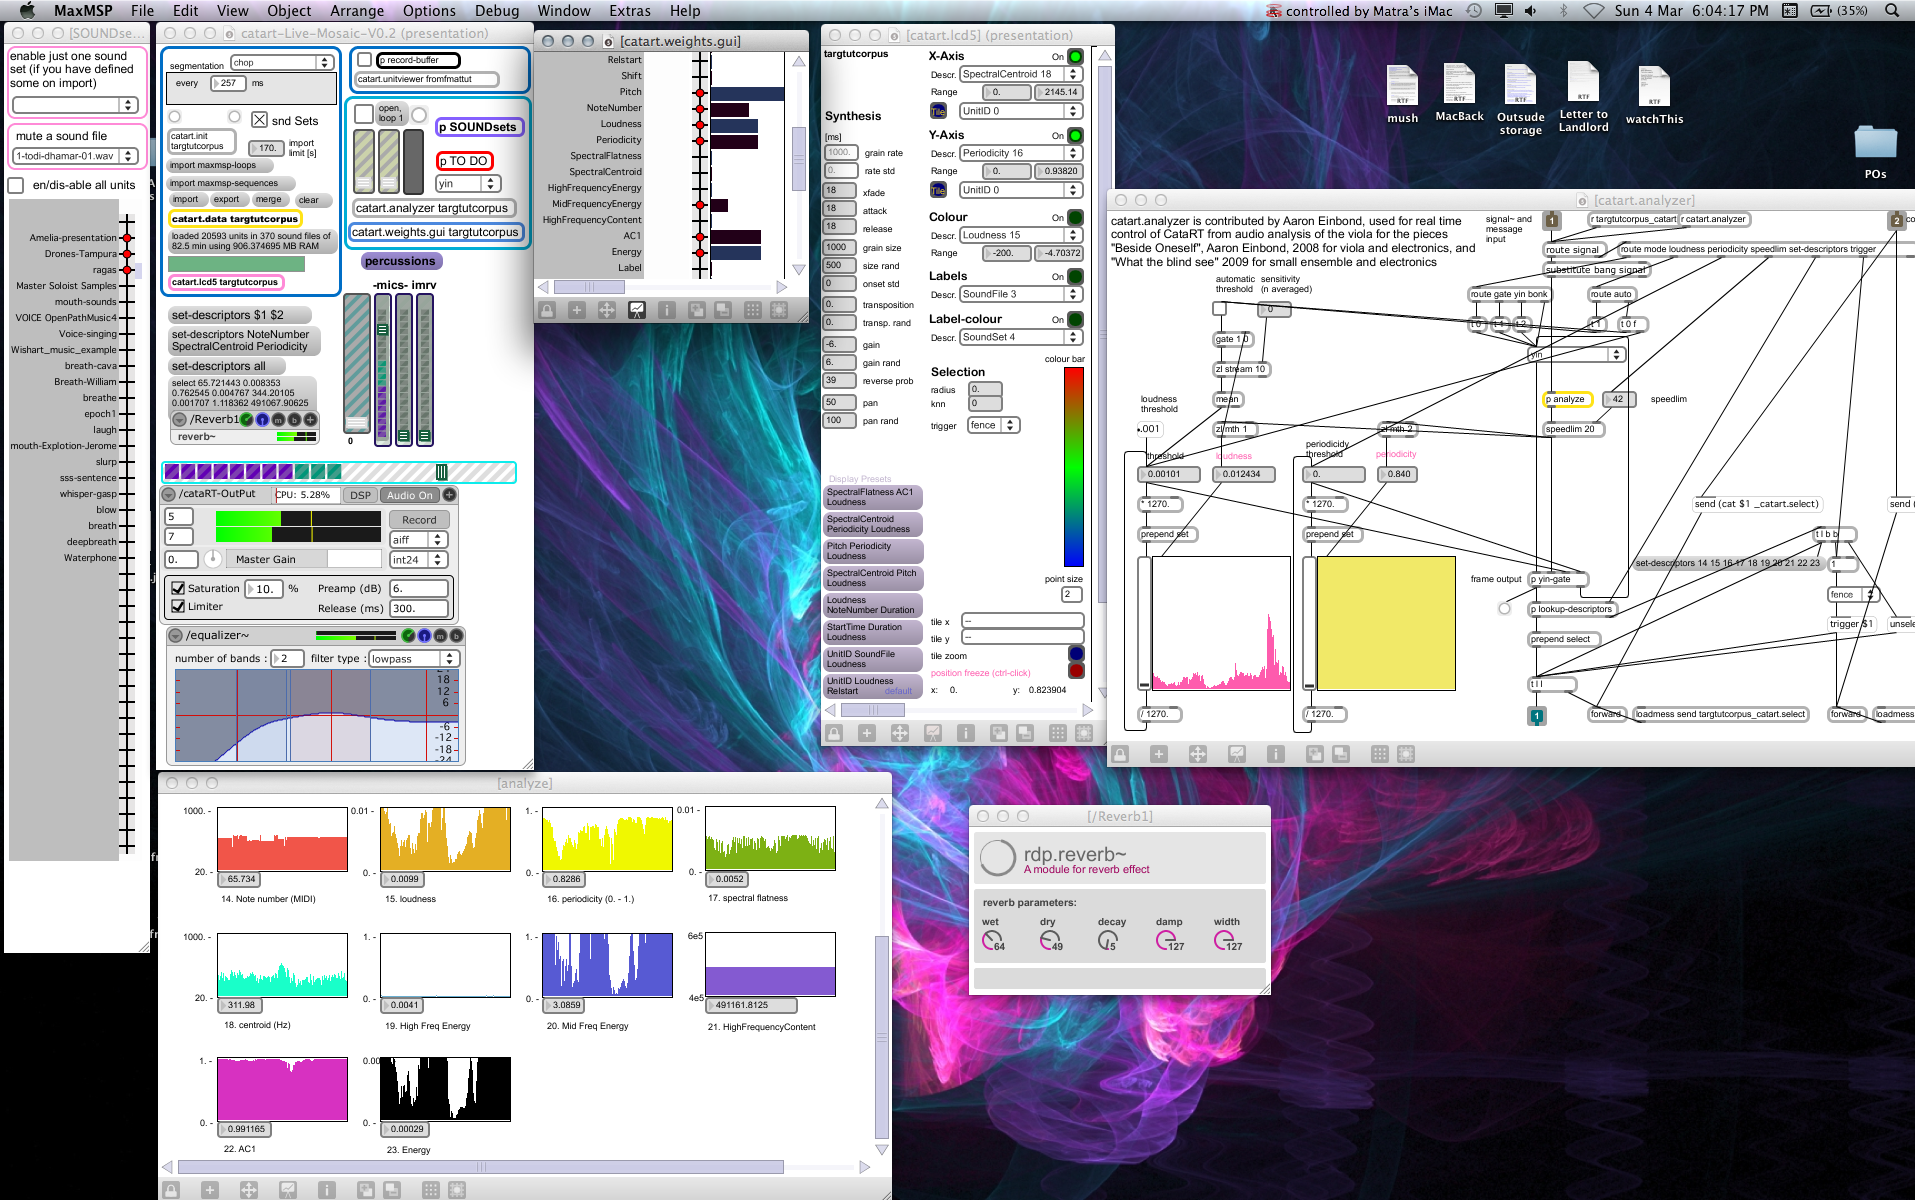 MaxMSP File Edit View Object Arrange Options Debug Window Extras Help
controlled by Matra's iMac
(35%)
Sun 4 Mar 6:04:17 PM
[SOUNDse...
enable just one sound
set (if you have defined
some on import)
mute a sound file
1-todi-dhamar-01.wav
en/dis-able all units
Amelia-presentation
Drones-Tampura
ragas
Master Soloist Samples
mouth-sounds
VOICE OpenPathMusic4
Voice-singing
Wishart_music_example
breath-cava
Breath-William
breathe
epoch1
laugh
mouth-Explotion-Jerome
slurp
sss-sentence
whisper-gasp
blow
breath
deepbreath
Waterphone
catart-Live-Mosaic-V0.2 (presentation)
segmentation chop
every 257 ms
snd Sets
catart.init
targtutcorpus
170. import
limit [s]
import maxmsp-loops
import maxmsp-sequences
import export merge clear
catart.data targtutcorpus
loaded 20593 units in 370 sound files of
82.5 min using 906.374695 MB RAM
catart.lcd5 targtutcorpus
p record-buffer
catart.unitviewer fromfmattut
open,
loop 1
p SOUNDsets
p TO DO
yin
catart.analyzer targtutcorpus
catart.weights.gui targtutcorpus
percussions
-mics- imrv
set-descriptors $1 $2
set-descriptors NoteNumber
SpectralCentroid Periodicity
set-descriptors all
select 65.721443 0.008353
0.762545 0.004767 344.20105
0.001707 1.118362 491067.90625
/Reverb1 m b
reverb~
0
/cataRT-OutPut CPU: 5.28% DSP Audio On
5
7
0.
Record
aiff
Master Gain int24
Saturation 10. % Preamp (dB) 6.
Limiter Release (ms) 300.
/equalizer~ m b
number of bands : 2 filter type : lowpass
18
12
6
-6
-12
-18
-24
[catart.weights.gui]
Relstart
Shift
Pitch
NoteNumber
Loudness
Periodicity
SpectralFlatness
SpectralCentroid
HighFrequencyEnergy
MidFrequencyEnergy
HighFrequencyContent
AC1
Energy
Label
[catart.lcd5] (presentation)
targtutcorpus
Synthesis
[ms]
1000. grain rate
0. rate std
18 xfade
18 attack
18 release
1000 grain size
500 size rand
0 onset std
0. transposition
0. transp. rand
-6. gain
6. gain rand
39 reverse prob
50 pan
100 pan rand
Display Presets
SpectralFlatness AC1
Loudness
SpectralCentroid
Periodicity Loudness
Pitch Periodicity
Loudness
SpectralCentroid Pitch
Loudness
Loudness
NoteNumber Duration
StartTime Duration
Loudness
UnitID SoundFile
Loudness
UnitID Loudness
Relstart default
X-Axis On
Descr. SpectralCentroid 18
Range 0. 2145.14
Tile UnitID 0
Y-Axis On
Descr. Periodicity 16
Range 0. 0.93820
Tile UnitID 0
Colour On
Descr. Loudness 15
Range -200. -4.70372
Labels On
Descr. SoundFile 3
Label-colour On
Descr. SoundSet 4
colour bar
Selection
radius 0.
knn 0
trigger fence
point size
2
tile x --
tile y --
tile zoom
position freeze (ctrl-click)
x: 0. y: 0.823904
mush
MacBack
Outsude
storage
Letter to
Landlord
watchThis
POs
[catart.analyzer]
catart.analyzer is contributed by Aaron Einbond, used for real time
control of CataRT from audio analysis of the viola for the pieces
"Beside Oneself", Aaron Einbond, 2008 for viola and electronics, and
"What the blind see" 2009 for small ensemble and electronics
signal~ and
message
input
1
r targtutcorpus_catart r catart.analyzer
2
route signal
route mode loudness periodicity speedlim set-descriptors trigger
substitute bang signal
automatic
threshold
sensitivity
(n averaged)
0
route gate yin bonk route auto
t 0 t 1 t 2 t 1 t 0 f
gate 1 0
yin
zl stream 10
mean
p analyze 42 speedlim
loudness
threshold
.001
zl mth 1
zl mth 2
speedlim 20
threshold loudness
periodicidy
threshold
periodicity
0.00101 0.012434 0. 0.840
* 1270. * 1270.
prepend set prepend set
send (cat $1 _catart.select)
send (
t l b b
set-descriptors 14 15 16 17 18 19 20 21 22 23 1
frame output p yin-gate
fence
p lookup-descriptors
trigger $1 unsele
prepend select
t l l
/ 1270. / 1270.
1
forward loadmess send targtutcorpus_catart.select forward loadmess
[analyze]
1000. -
20. -
65.734
14. Note number (MIDI)
0.01 -
0. -
0.0099
15. loudness
1. -
0. -
0.8286
16. periodicity (0. - 1.)
0.01 -
0. -
0.0052
17. spectral flatness
1000. -
20. -
311.98
18. centroid (Hz)
1. -
0. -
0.0041
19. High Freq Energy
1. -
0. -
3.0859
20. Mid Freq Energy
6e5
4e5
491161.8125
21. HighFrequencyContent
1. -
0. -
0.991165
22. AC1
0.00
0. -
0.00029
23. Energy
[/Reverb1]
rdp.reverb~
A module for reverb effect
reverb parameters:
wet dry decay damp width
64 49 5 127 127